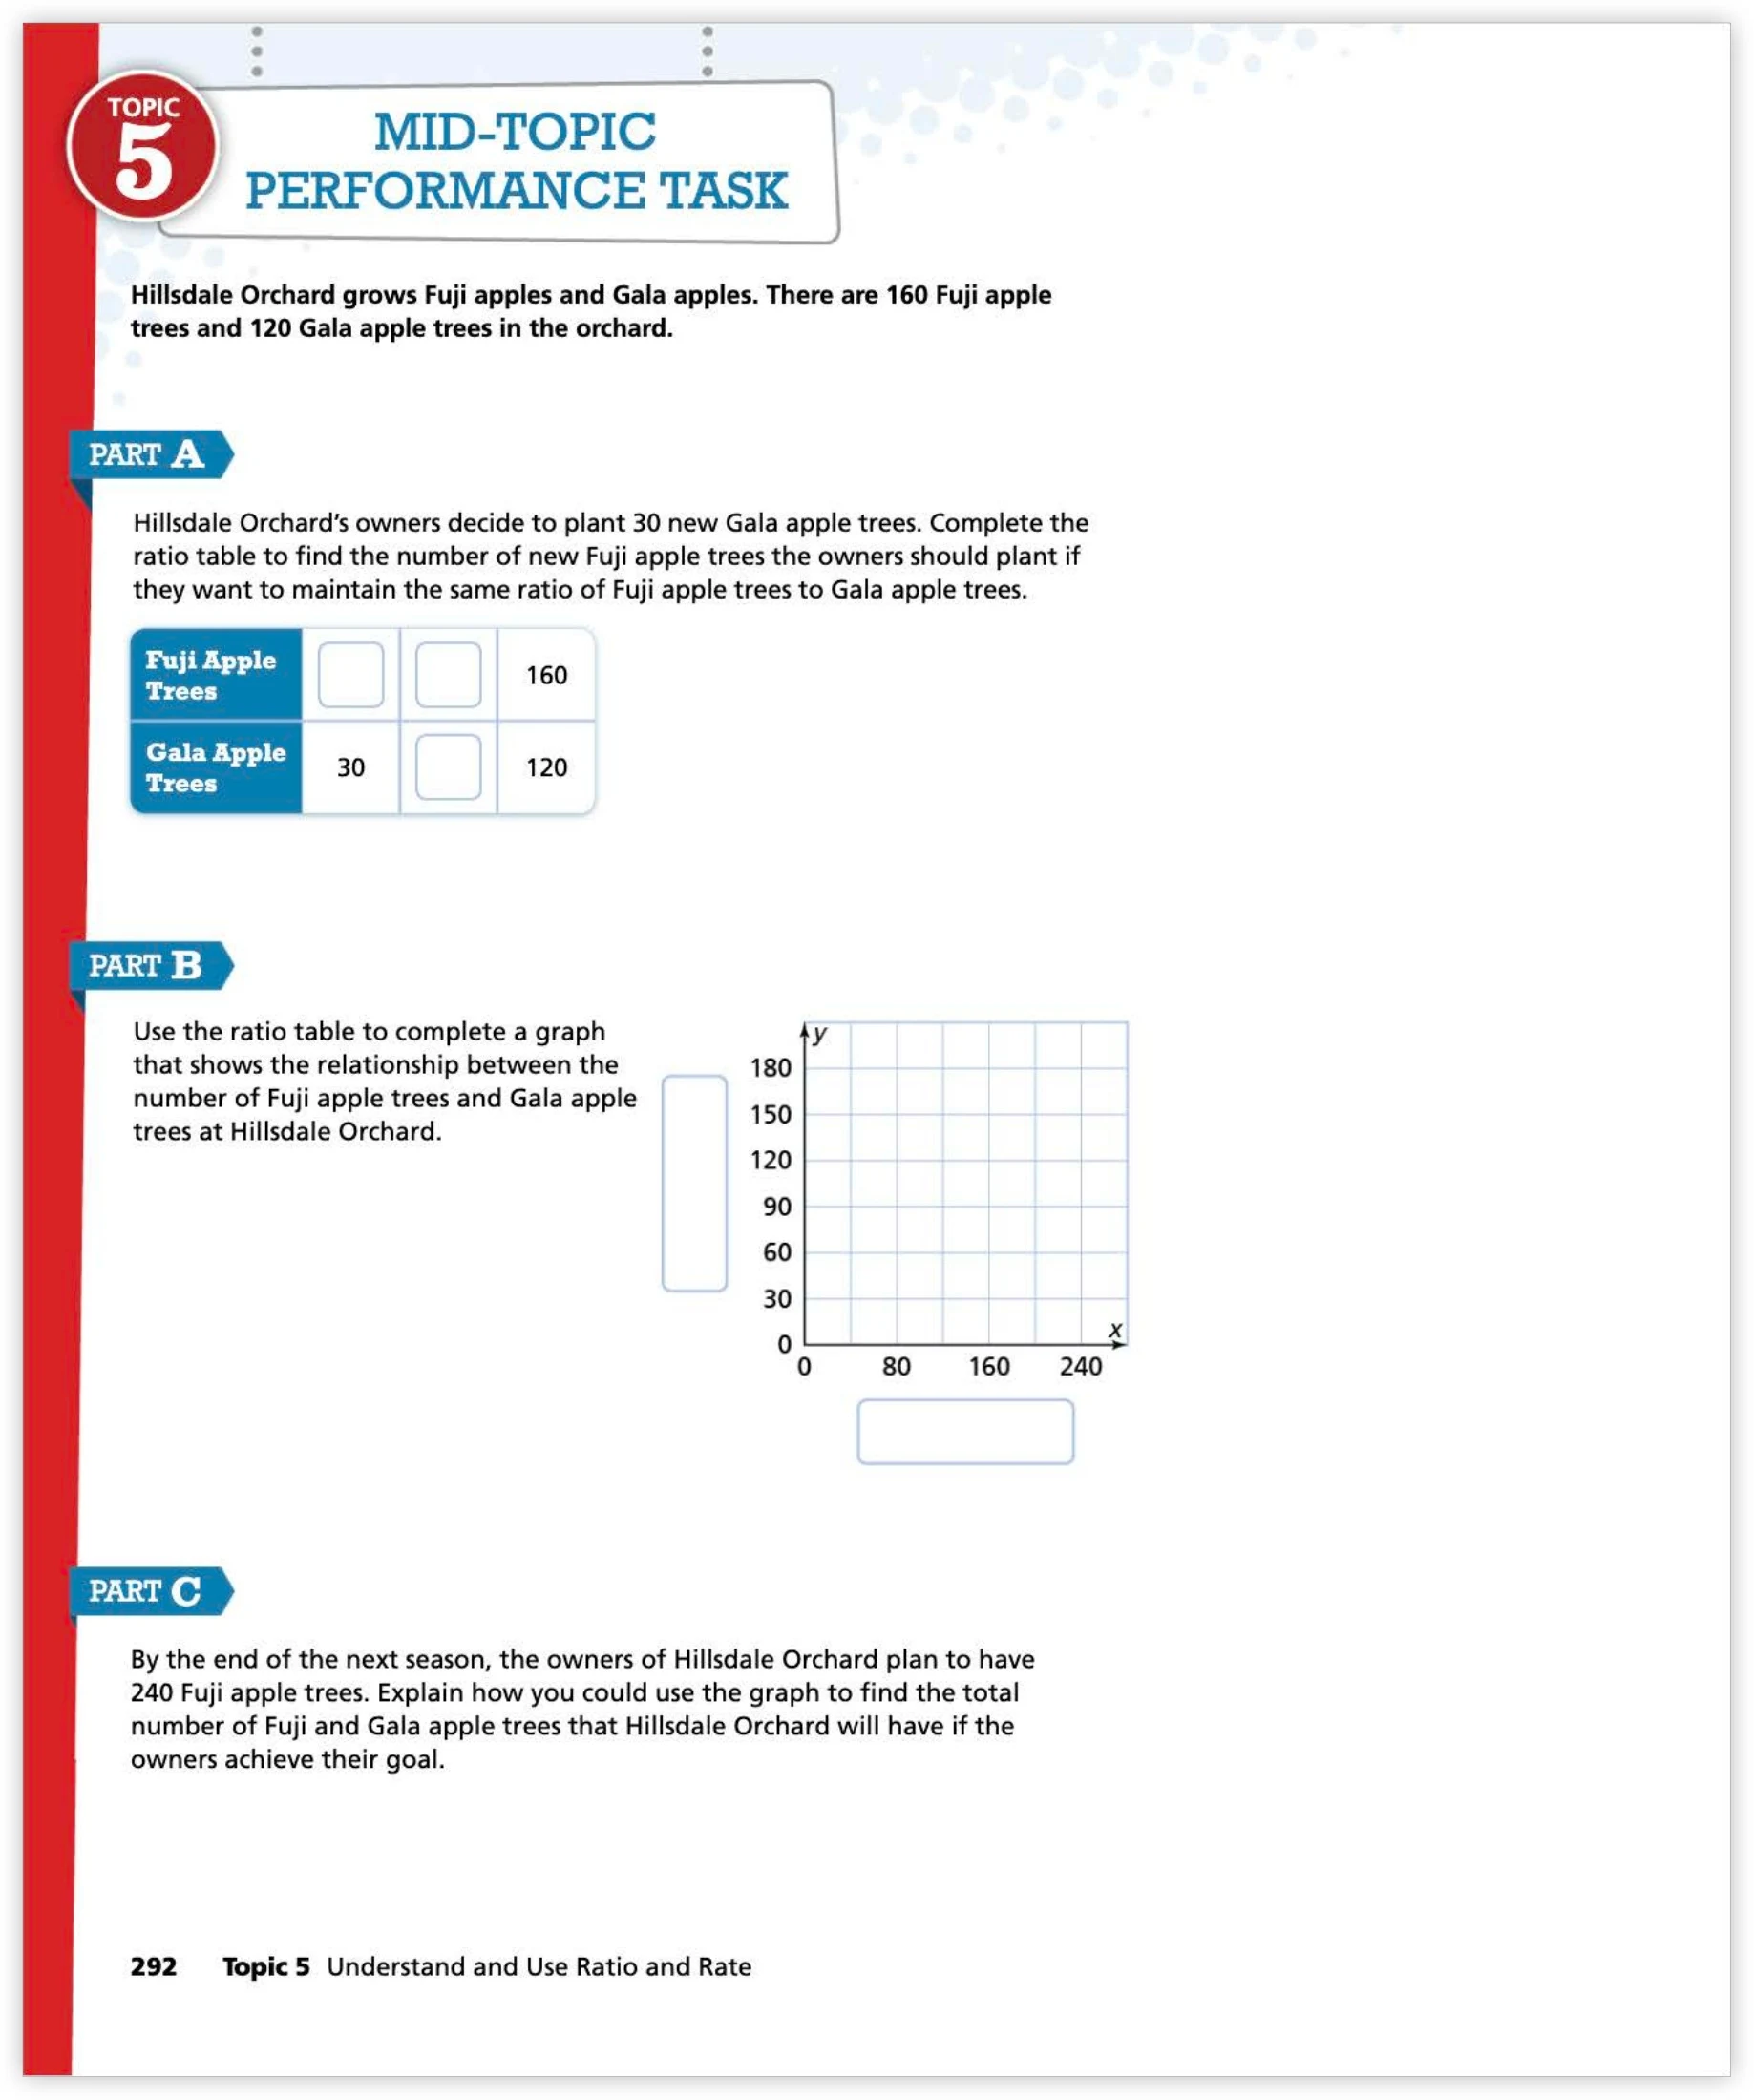 TOPIC
5
MID-TOPIC
PERFORMANCE TASK
Hillsdale Orchard grows Fuji apples and Gala apples. There are 160 Fuji apple
trees and 120 Gala apple trees in the orchard.
PART A
Hillsdale Orchard’s owners decide to plant 30 new Gala apple trees. Complete the
ratio table to find the number of new Fuji apple trees the owners should plant if
they want to maintain the same ratio of Fuji apple trees to Gala apple trees.
Fuji Apple
Trees
160
Gala Apple
Trees
30 120
PART B
Use the ratio table to complete a graph
that shows the relationship between the
number of Fuji apple trees and Gala apple
trees at Hillsdale Orchard.
y
180
150
120
90
60
30
0
x
0 80 160 240
PART C
By the end of the next season, the owners of Hillsdale Orchard plan to have
240 Fuji apple trees. Explain how you could use the graph to find the total
number of Fuji and Gala apple trees that Hillsdale Orchard will have if the
owners achieve their goal.
292 Topic 5 Understand and Use Ratio and Rate